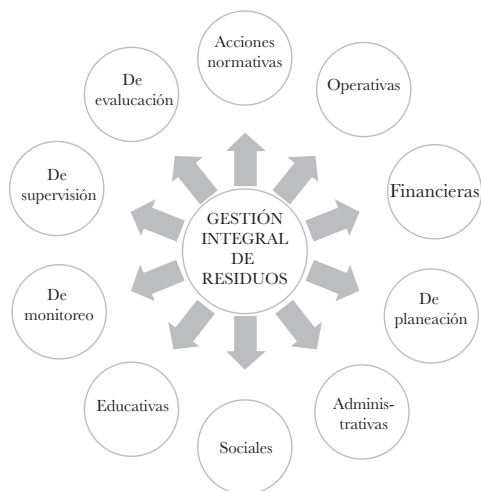 Acciones
normativas
Operativas
Financieras
De
planeación
Adminis-
trativas
Sociales
Educativas
De
monitoreo
De
supervisión
De
evalucación
GESTIÓN
INTEGRAL
DE
RESIDUOS